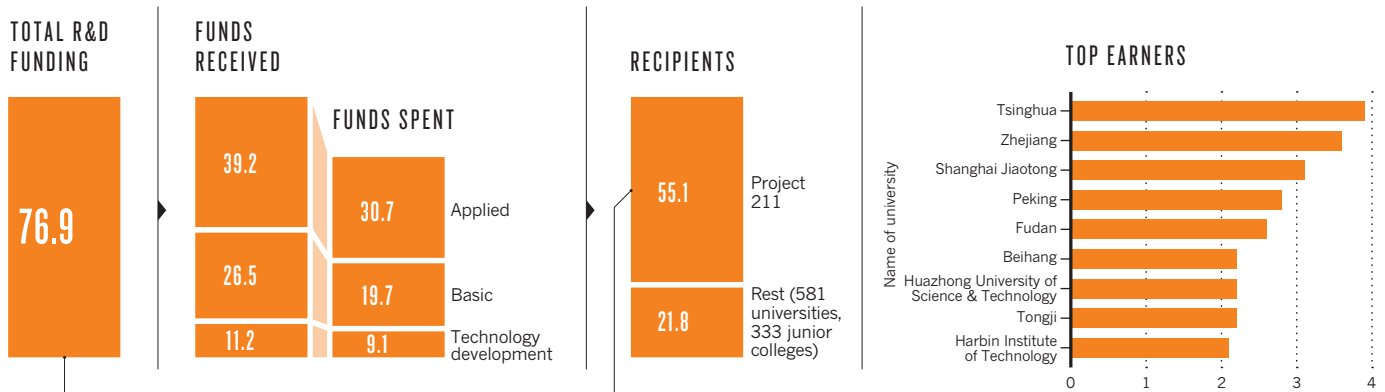 TOTAL R&D
FUNDING
76.9
FUNDS
RECEIVED
39.2
26.5
11.2
FUNDS SPENT
30.7
Applied
19.7
Basic
9.1
Technology
development
RECIPIENTS
55.1
Project
211
21.8
Rest (581
universities,
333 junior
colleges)
TOP EARNERS
Name of university
Tsinghua
Zhejiang
Shanghai Jiaotong
Peking
Fudan
Beihang
Huazhong University of
Science & Technology
Tongji
Harbin Institute
of Technology
0 1 2 3 4